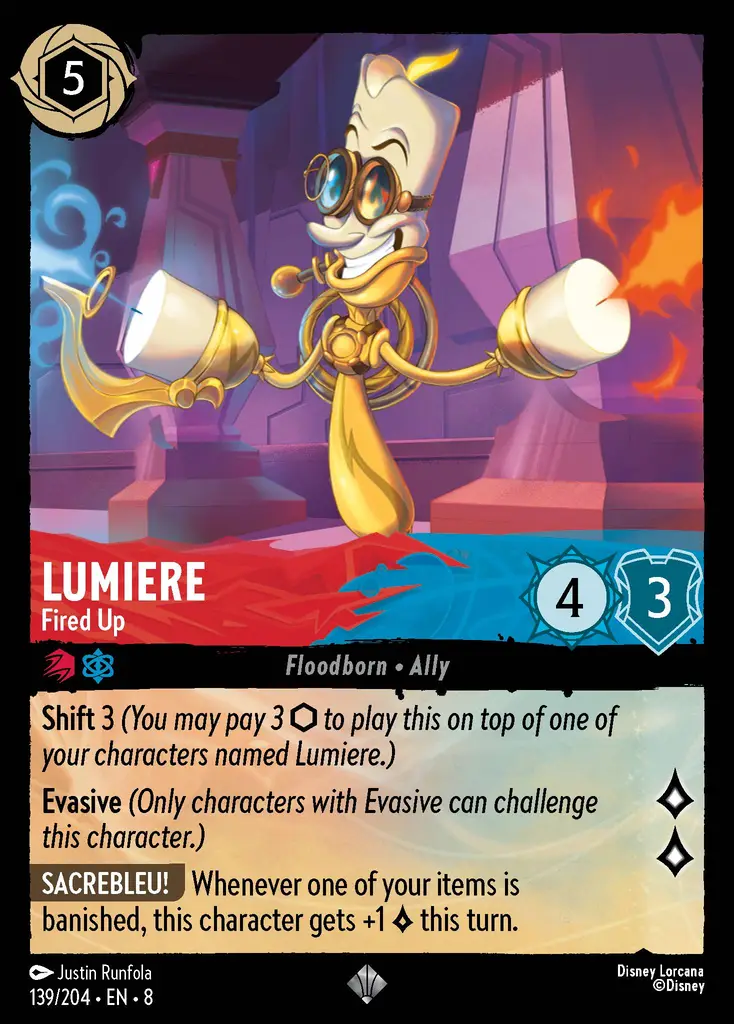 5
LUMIERE
Fired Up
4
3
Floodborn • Ally
Shift 3 (You may pay 3 ⬡ to play this on top of one of
your characters named Lumiere.)
Evasive (Only characters with Evasive can challenge
this character.)
SACREBLEU! Whenever one of your items is
banished, this character gets +1 this turn.
Justin Runfola
139/204 • EN • 8
Disney Lorcana
©Disney